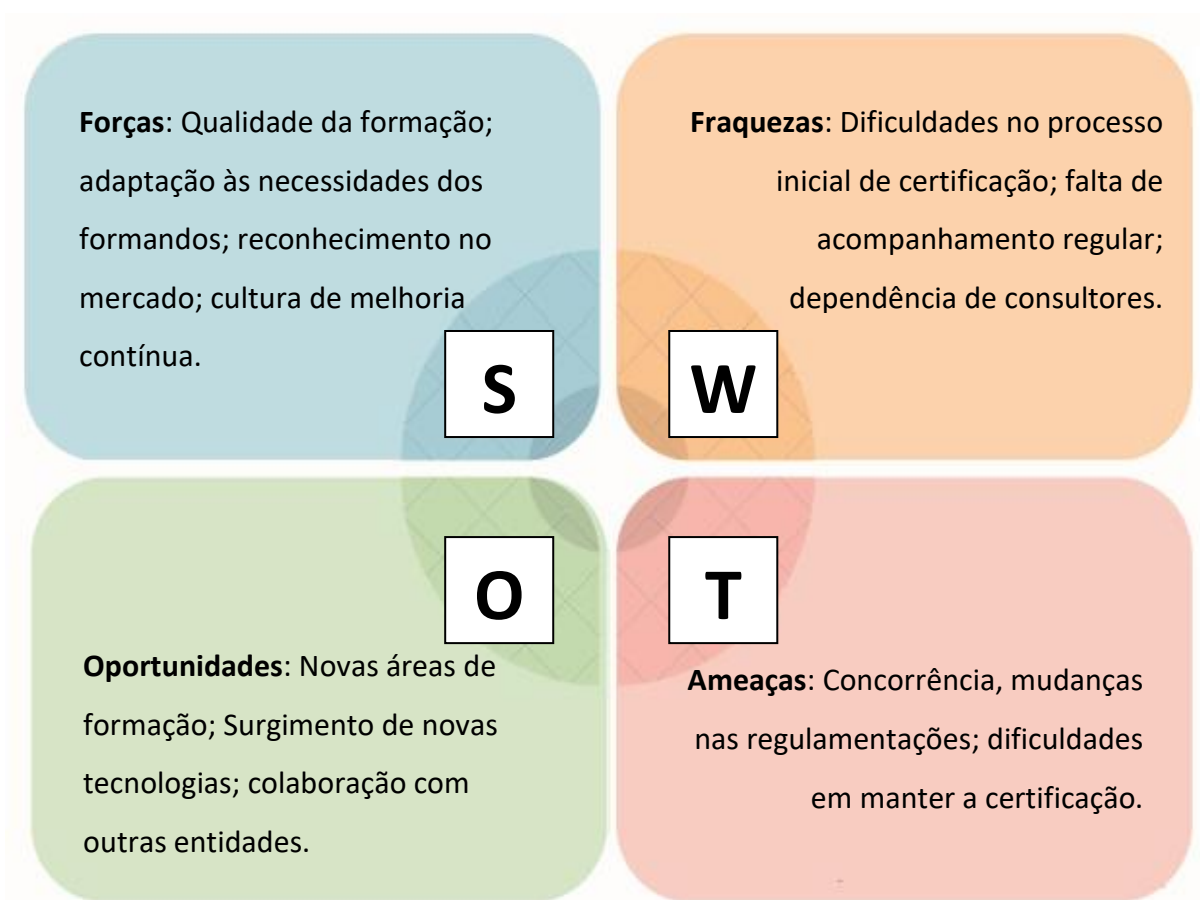 Forças: Qualidade da formação;
adaptação às necessidades dos
formandos; reconhecimento no
mercado; cultura de melhoria
contínua.
S
Fraquezas: Dificuldades no processo
inicial de certificação; falta de
acompanhamento regular;
dependência de consultores.
W
O
Oportunidades: Novas áreas de
formação; Surgimento de novas
tecnologias; colaboração com
outras entidades.
T
Ameaças: Concorrência, mudanças
nas regulamentações; dificuldades
em manter a certificação.